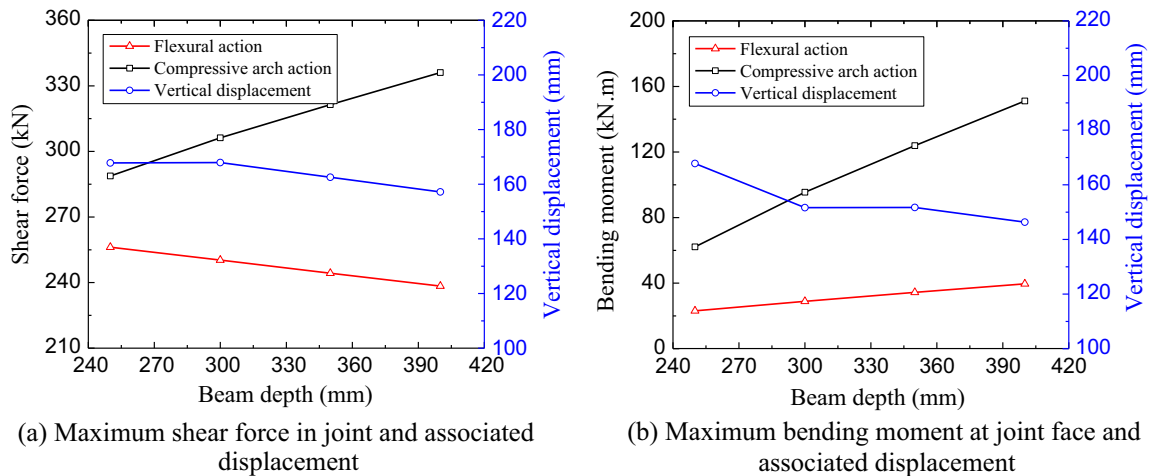 360
330
300
270
240
210
Shear force (kN)
Flexural action
Compressive arch action
Vertical displacement
220
200
180
160
140
120
100
Vertical displacement (mm)
240 270 300 330 360 390 420
Beam depth (mm)
(a) Maximum shear force in joint and associated
displacement
200
160
120
80
40
0
Bending moment (kN.m)
Flexural action
Compressive arch action
Vertical displacement
220
200
180
160
140
120
100
Vertical displacement (mm)
240 270 300 330 360 390 420
Beam depth (mm)
(b) Maximum bending moment at joint face and
associated displacement